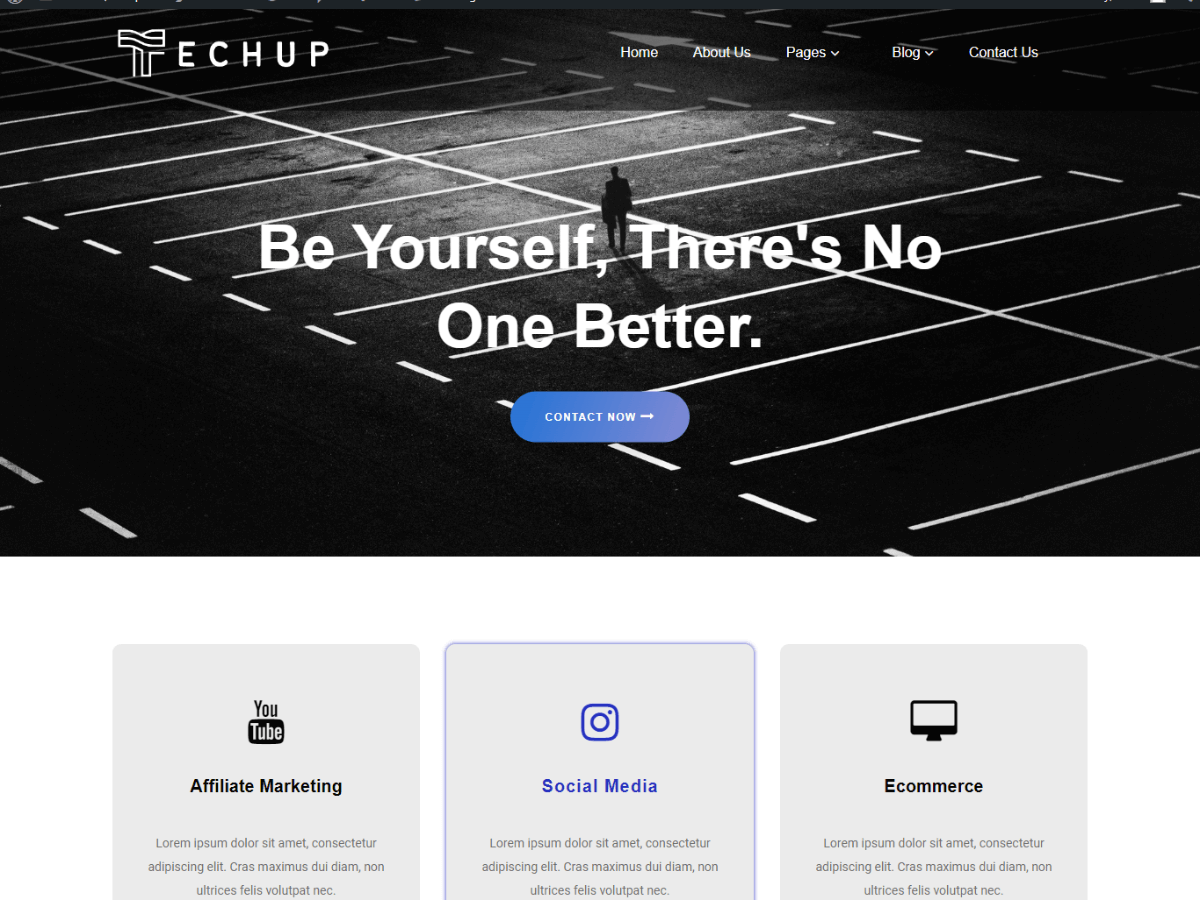 TECHUP
Home About Us Pages Blog Contact Us
Be Yourself, There's No
One Better.
CONTACT NOW
You
Tube
Affiliate Marketing
Lorem ipsum dolor sit amet, consectetur
adipiscing elit. Cras maximus dui diam, non
ultrices felis volutpat nec.
Social Media
Lorem ipsum dolor sit amet, consectetur
adipiscing elit. Cras maximus dui diam, non
ultrices felis volutpat nec.
Ecommerce
Lorem ipsum dolor sit amet, consectetur
adipiscing elit. Cras maximus dui diam, non
ultrices felis volutpat nec.